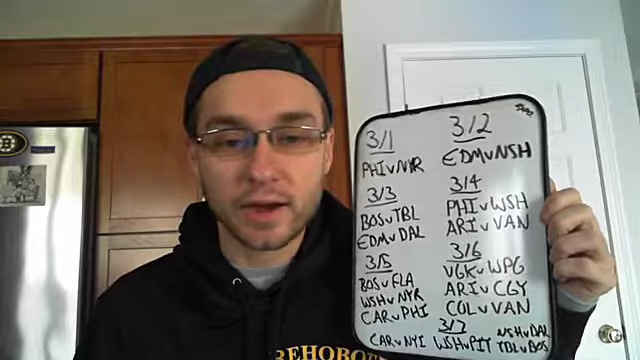 3/1
PHI v NYR
3/2
EDM v NSH
3/3
BOS v TBL
EDM v DAL
3/4
PHI v WSH
ARI v VAN
3/5
BOS v FLA
WSH v NYR
CAR v PHI
3/6
VGK v WPG
ARI v CGY
COL v VAN
3/7
CAR v NYI
WSH v PIT
NSH v DAL
TBL v BOS
REHOBOT
B